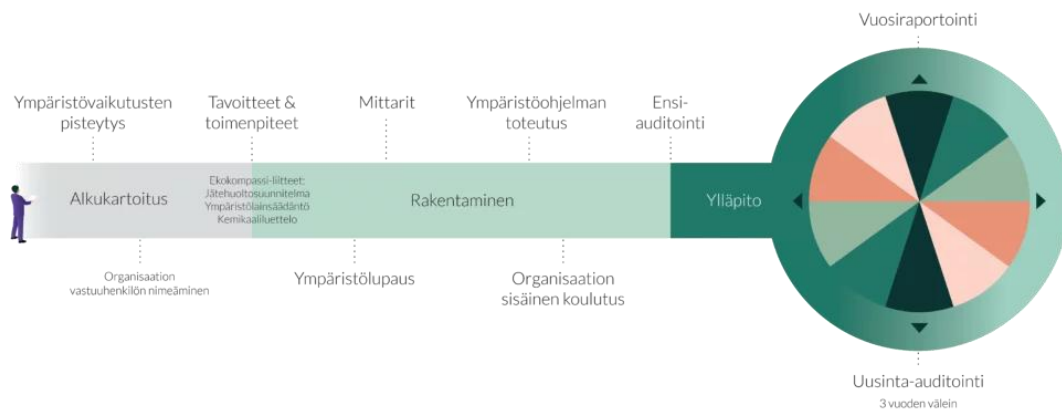 Vuosiraportointi
Ympäristövaikutusten
pisteytys
Tavoitteet &
toimenpiteet
Mittarit
Ympäristöohjelman
toteutus
Ensi-
auditointi
Alkukartoitus
Ekokompassi-liitteet:
Jätehuoltosuunnitelma
Ympäristölainsäädäntö
Kemikaaliluettelo
Rakentaminen
Ylläpito
Organisaation
vastuuhenkilön nimeäminen
Ympäristölupaus
Organisaation
sisäinen koulutus
Uusinta-auditointi
3 vuoden välein